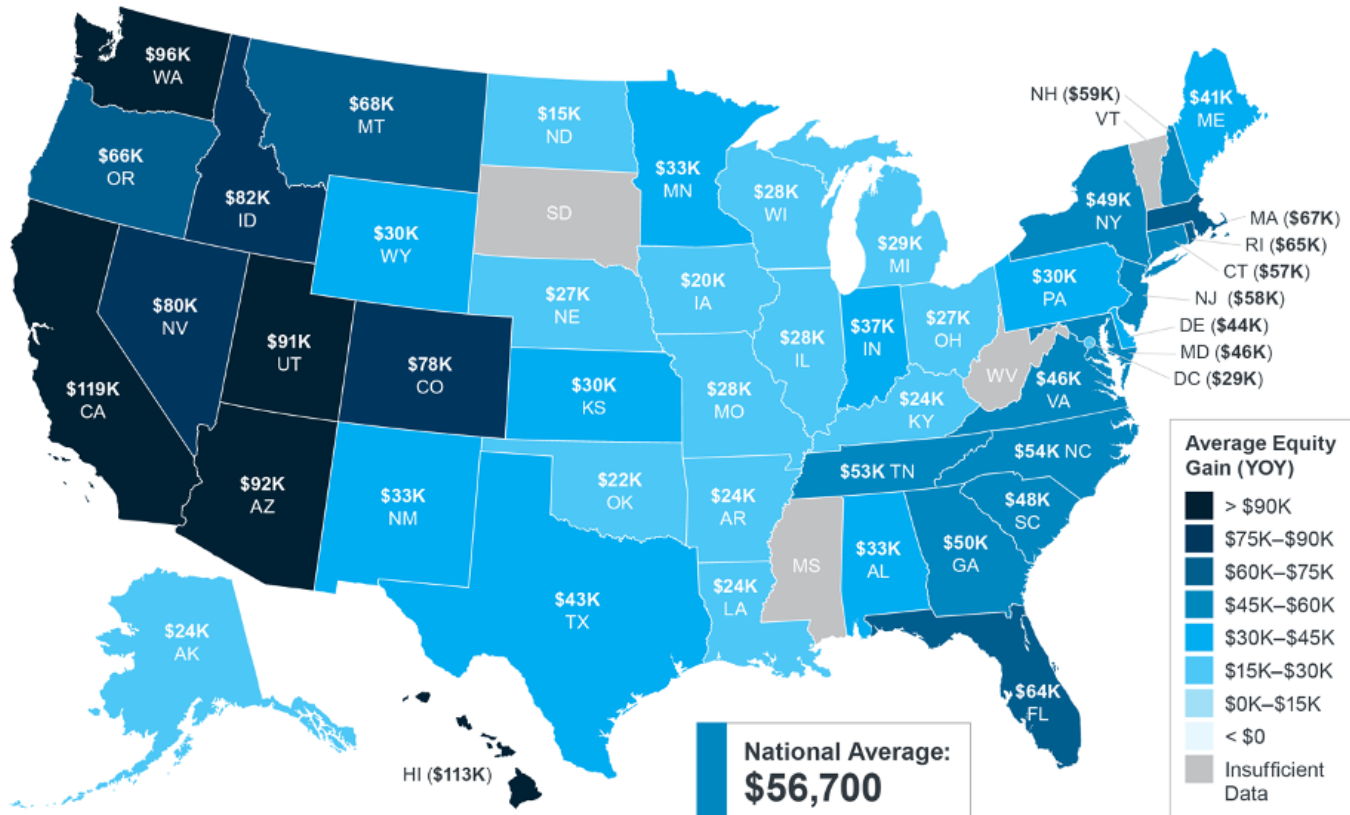 $96K
WA
$68K
MT
$15K
ND
$33K
MN
$66K
OR
$82K
ID
$30K
WY
SD
$28K
WI
$29K
MI
NH ($59K)
VT
$41K
ME
$49K
NY
MA ($67K)
RI ($65K)
CT ($57K)
NJ ($58K)
DE ($44K)
MD ($46K)
DC ($29K)
$80K
NV
$91K
UT
$78K
CO
$27K
NE
$20K
IA
$28K
IL
$37K
IN
$27K
OH
$30K
PA
WV
$46K
VA
$119K
CA
$30K
KS
$28K
MO
$24K
KY
$92K
AZ
$33K
NM
$22K
OK
$24K
AR
$53K TN
$54K NC
$48K
SC
$43K
TX
$24K
LA
MS
$33K
AL
$50K
GA
$64K
FL
$24K
AK
HI ($113K)
National Average:
$56,700
Average Equity
Gain (YOY)
> $90K
$75K–$90K
$60K–$75K
$45K–$60K
$30K–$45K
$15K–$30K
$0K–$15K
< $0
Insufficient
Data